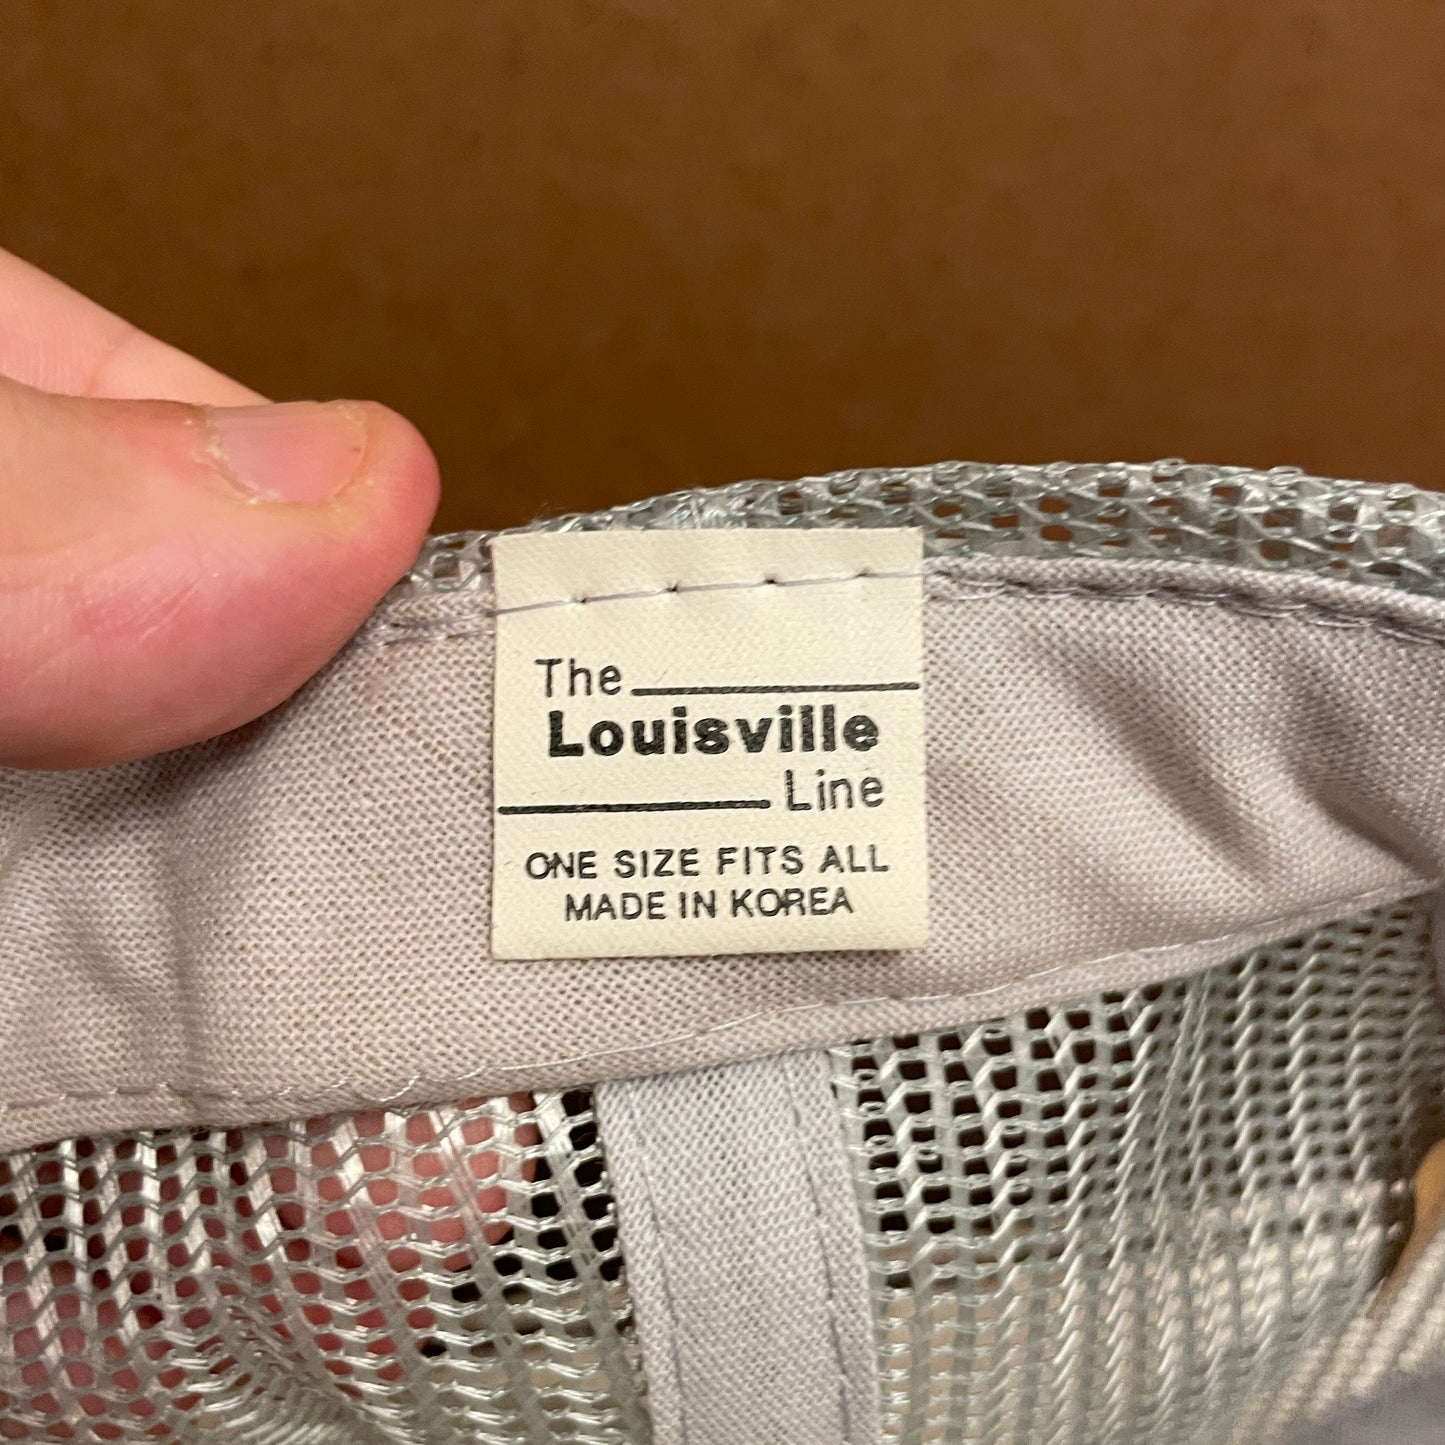 The
Louisville
Line
ONE SIZE FITS ALL
MADE IN KOREA